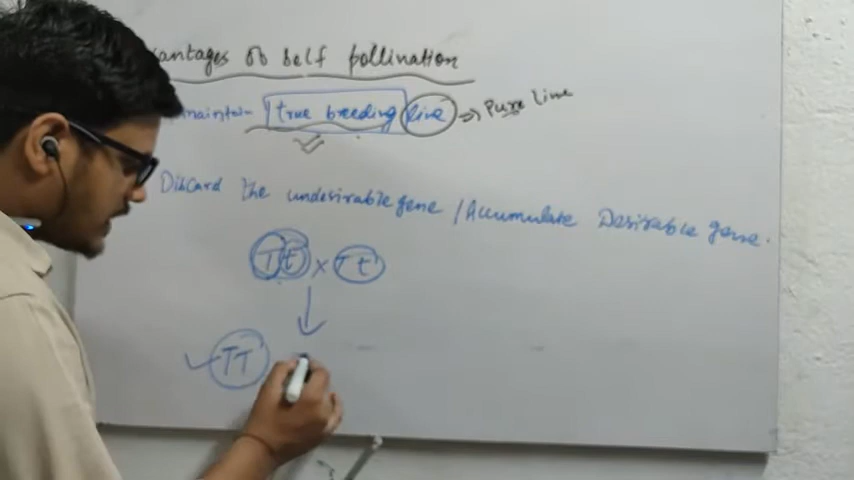 vantages of Self pollination
maintain true breeding line => Pure line
Discard the undesirable gene / Accumulate Desirable gene.
Tt x Tt
TT